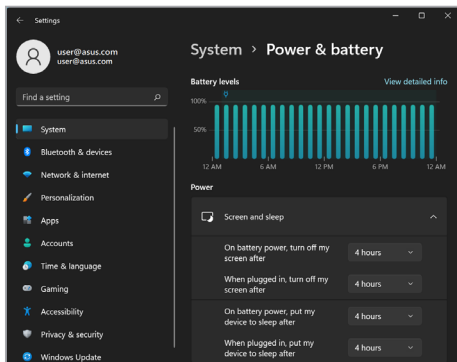 Settings
user@asus.com
user@asus.com
Find a setting
System
Bluetooth & devices
Network & internet
Personalization
Apps
Accounts
Time & language
Gaming
Accessibility
Privacy & security
Windows Update
System > Power & battery
Battery levels
View detailed info
100%
50%
12 AM 6 AM 12 PM 6 PM 12 AM
Power
Screen and sleep
On battery power, turn off my
screen after
4 hours
When plugged in, turn off my
screen after
4 hours
On battery power, put my
device to sleep after
4 hours
When plugged in, put my
device to sleep after
4 hours